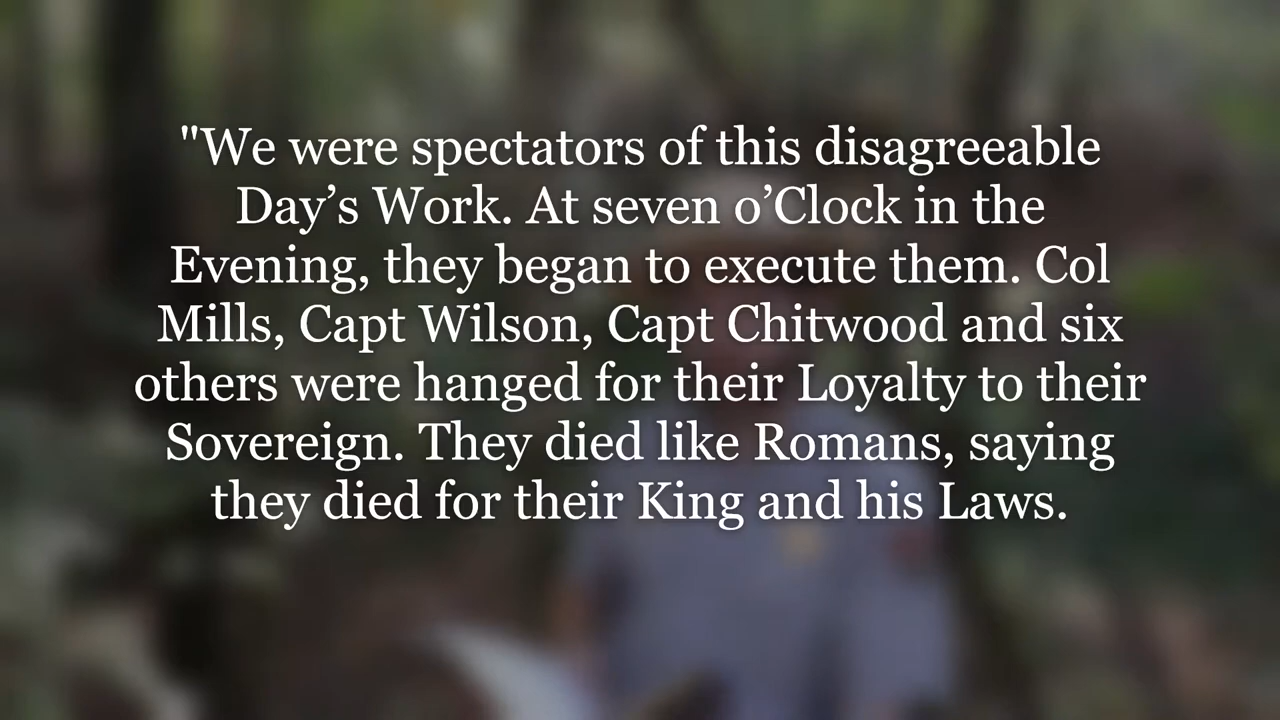 "We were spectators of this disagreeable
Day’s Work. At seven o’Clock in the
Evening, they began to execute them. Col
Mills, Capt Wilson, Capt Chitwood and six
others were hanged for their Loyalty to their
Sovereign. They died like Romans, saying
they died for their King and his Laws.